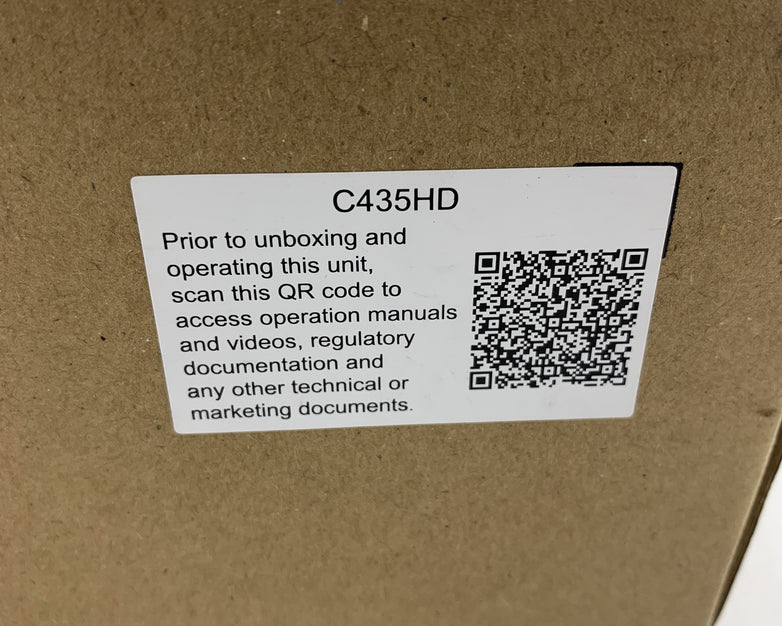 C435HD
Prior to unboxing and
operating this unit,
scan this QR code to
access operation manuals
and videos, regulatory
documentation and
any other technical or
marketing documents.